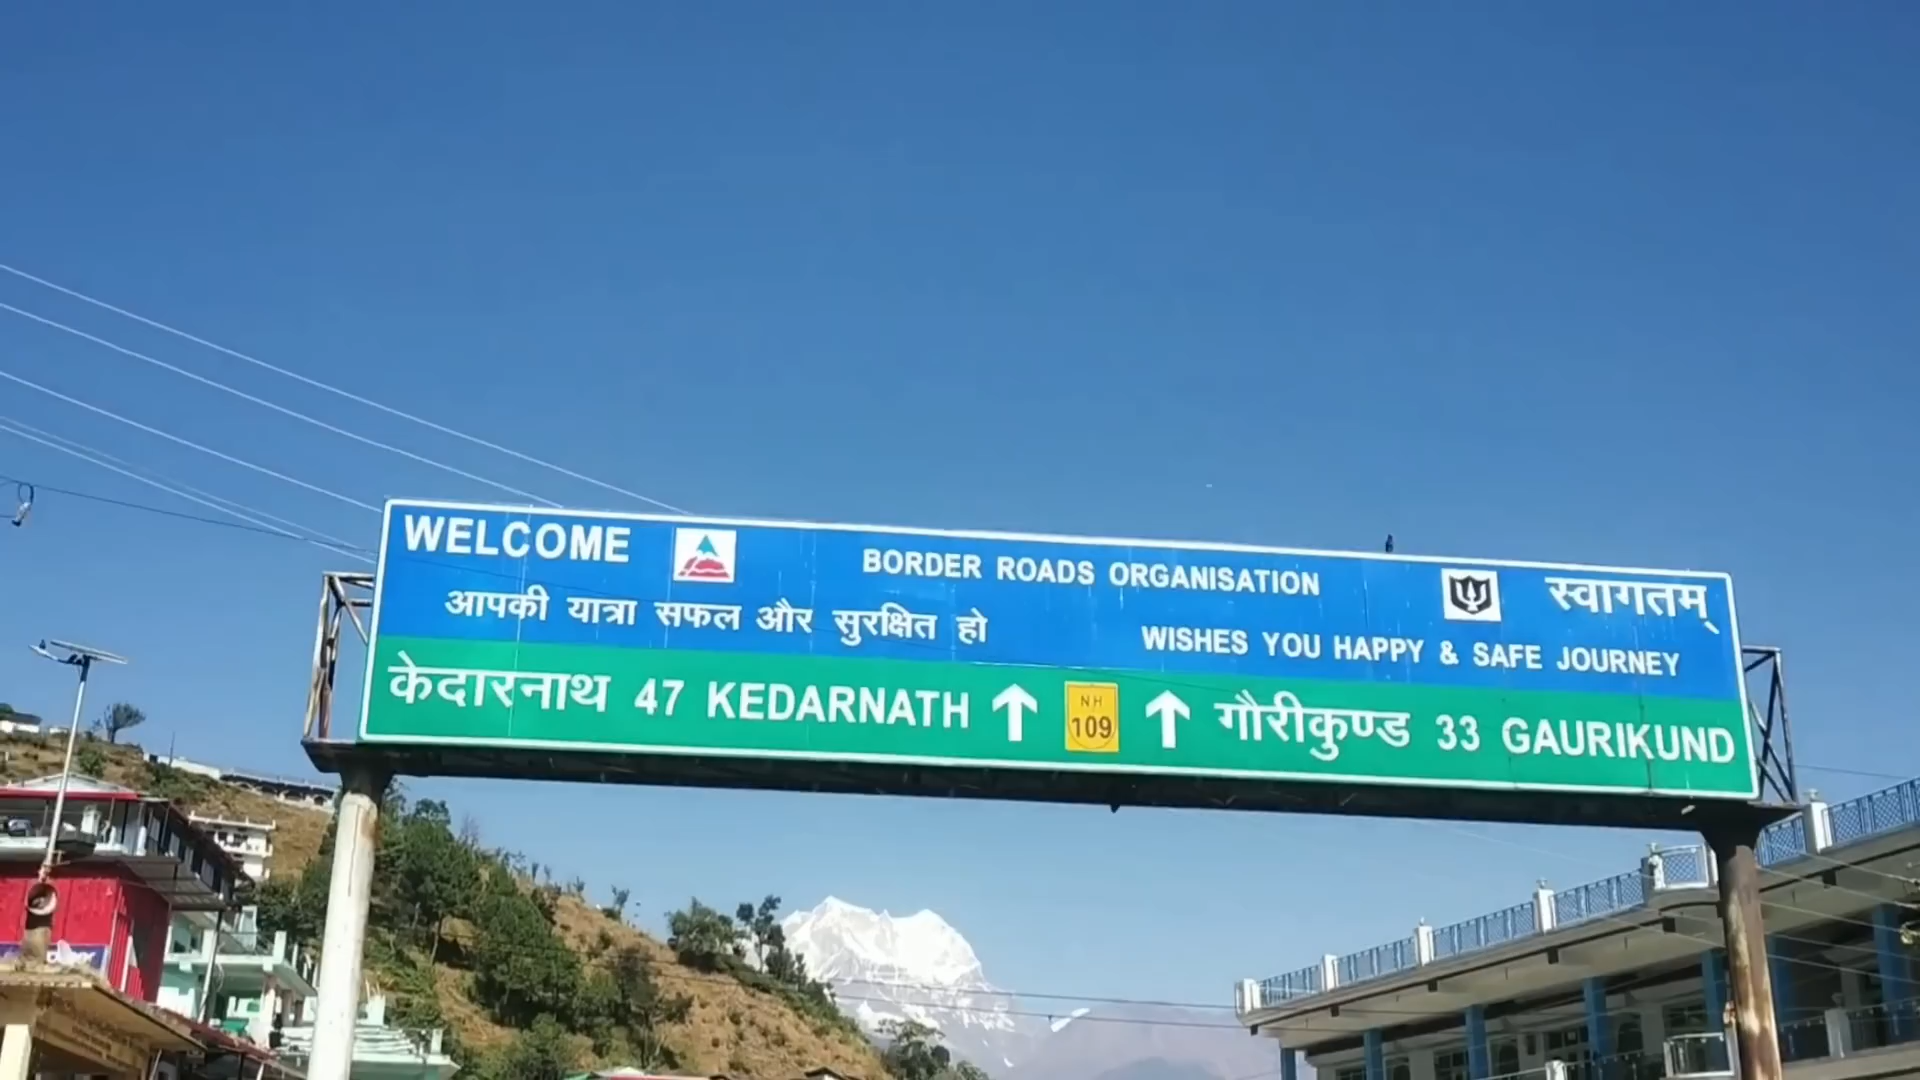 WELCOME
BORDER ROADS ORGANISATION
स्वागतम्
आपकी यात्रा सफल और सुरक्षित हो
WISHES YOU HAPPY & SAFE JOURNEY
केदारनाथ 47 KEDARNATH
NH
109
गौरीकुण्ड 33 GAURIKUND